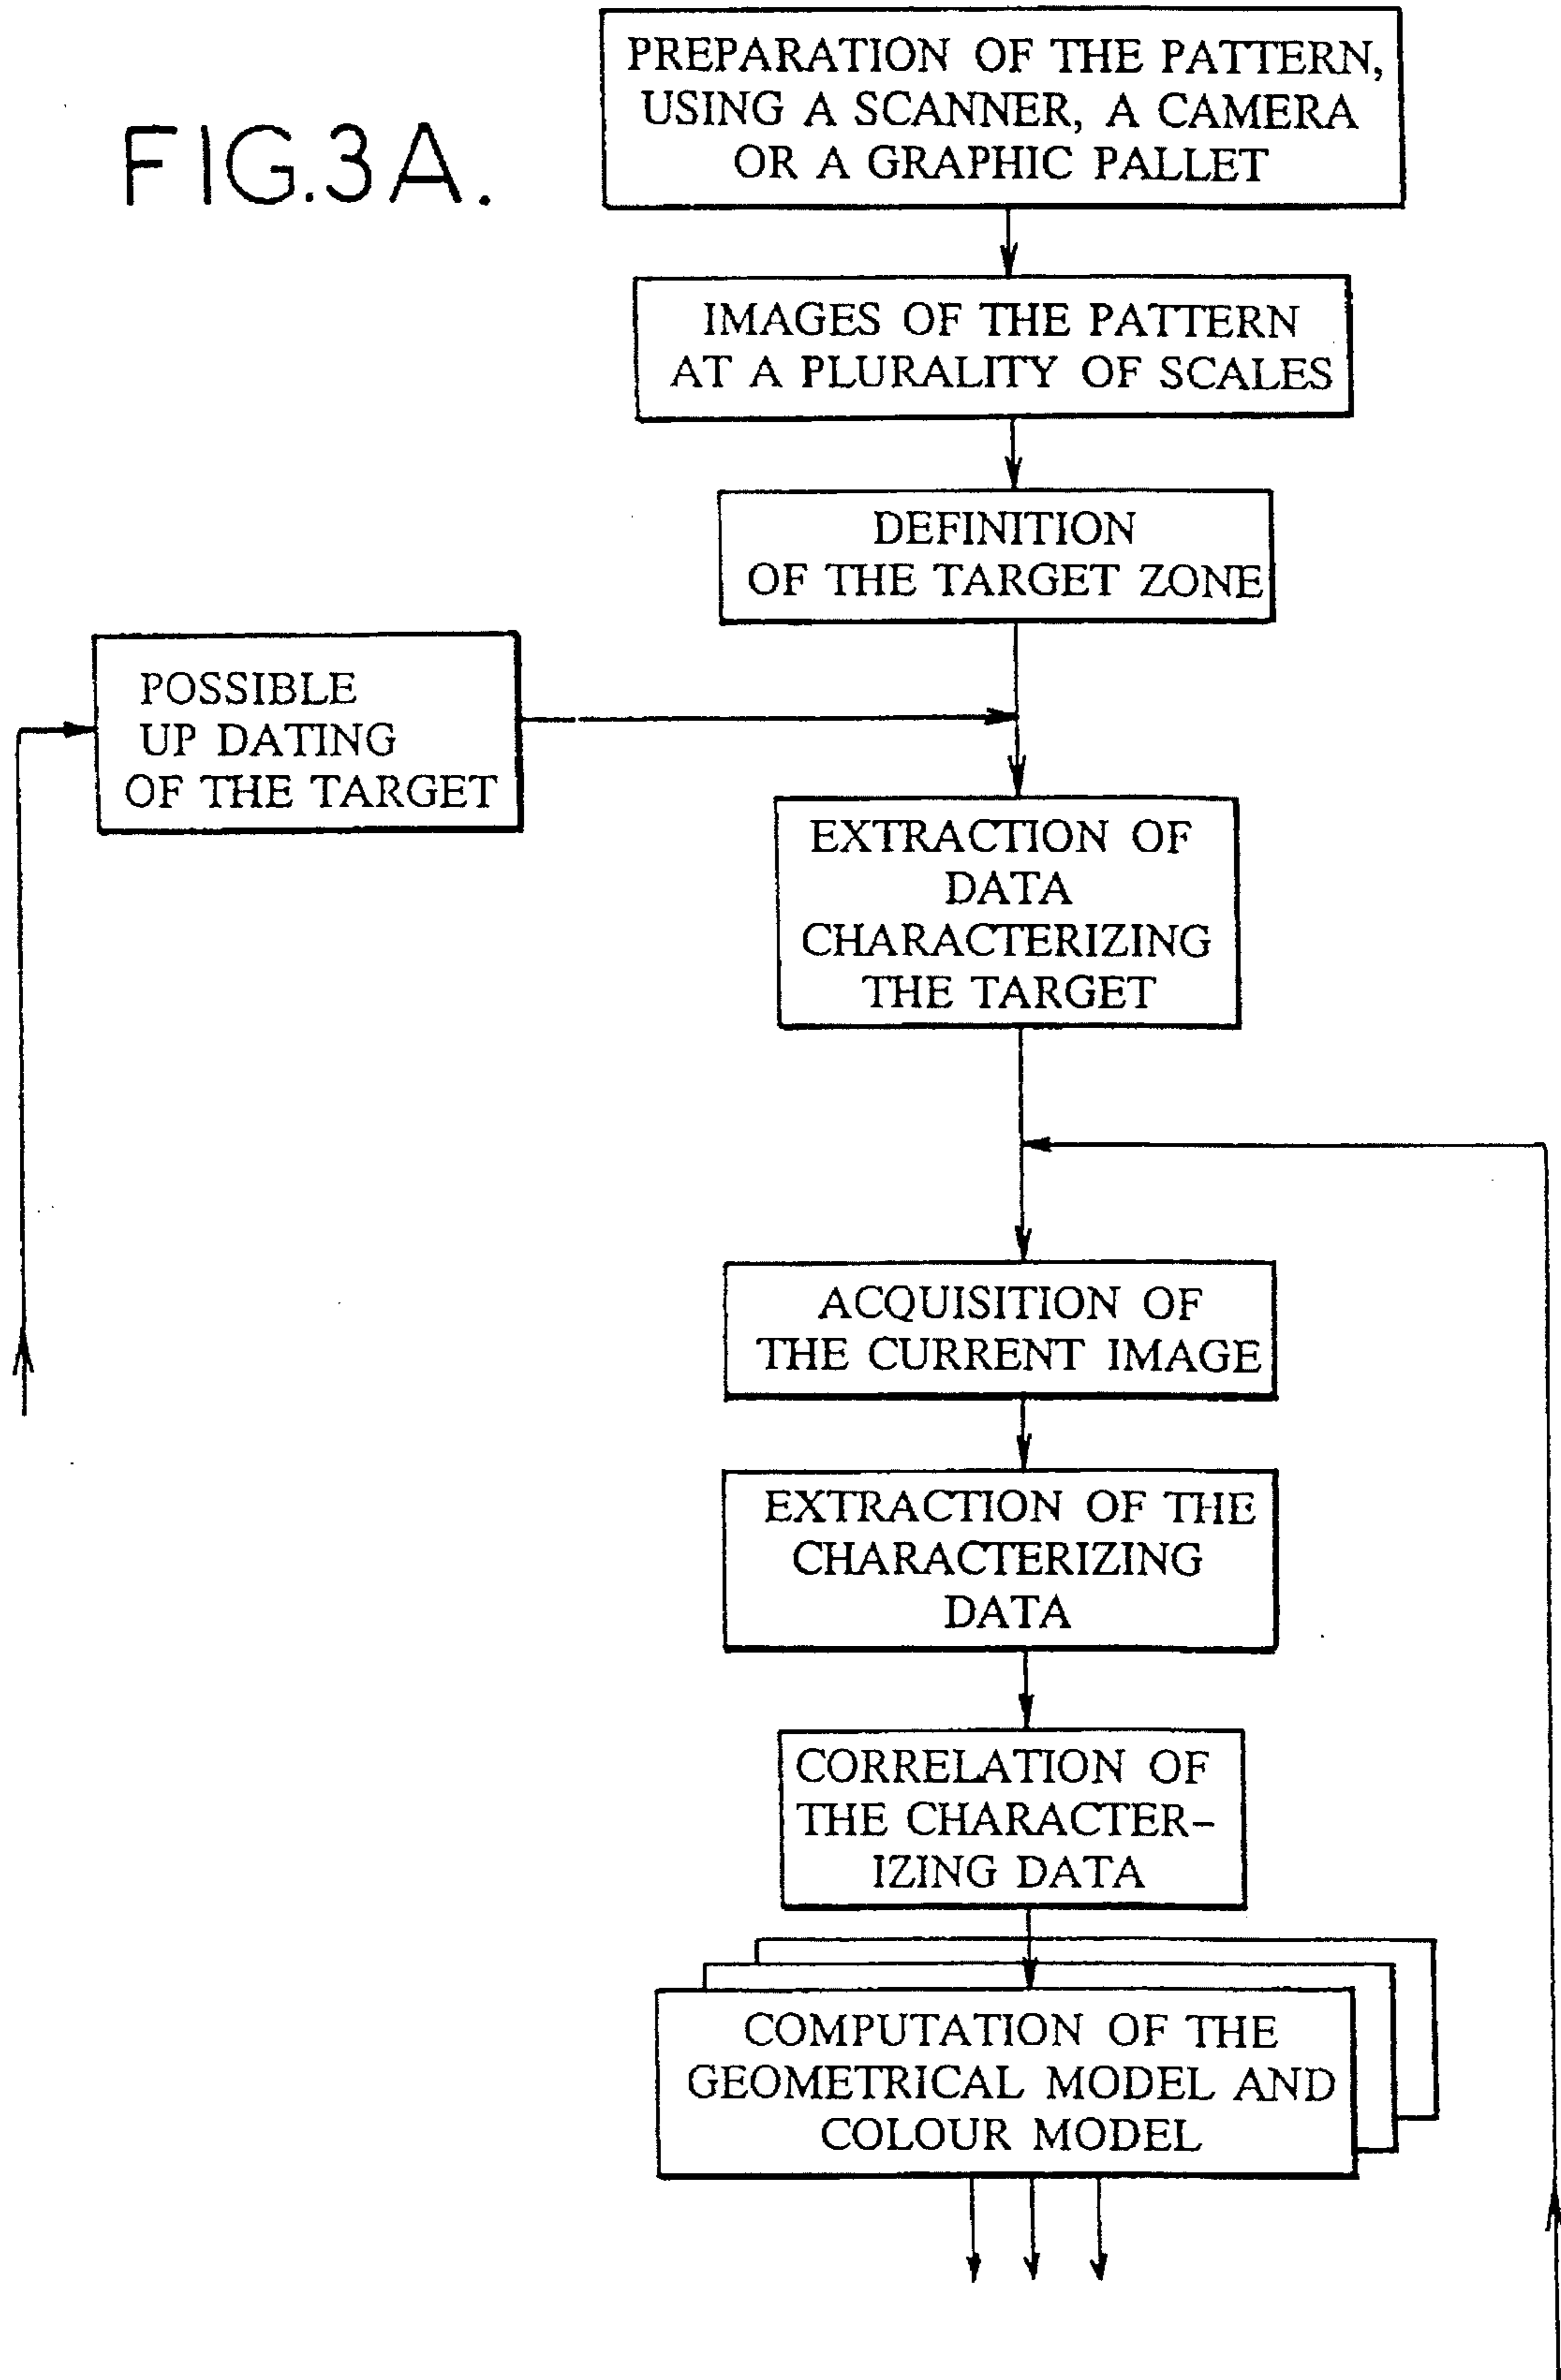 FIG.3A.
PREPARATION OF THE PATTERN,
USING A SCANNER, A CAMERA
OR A GRAPHIC PALLET
IMAGES OF THE PATTERN
AT A PLURALITY OF SCALES
DEFINITION
OF THE TARGET ZONE
POSSIBLE
UP DATING
OF THE TARGET
EXTRACTION OF
DATA
CHARACTERIZING
THE TARGET
ACQUISITION OF
THE CURRENT IMAGE
EXTRACTION OF THE
CHARACTERIZING
DATA
CORRELATION OF
THE CHARACTER-
IZING DATA
COMPUTATION OF THE
GEOMETRICAL MODEL AND
COLOUR MODEL